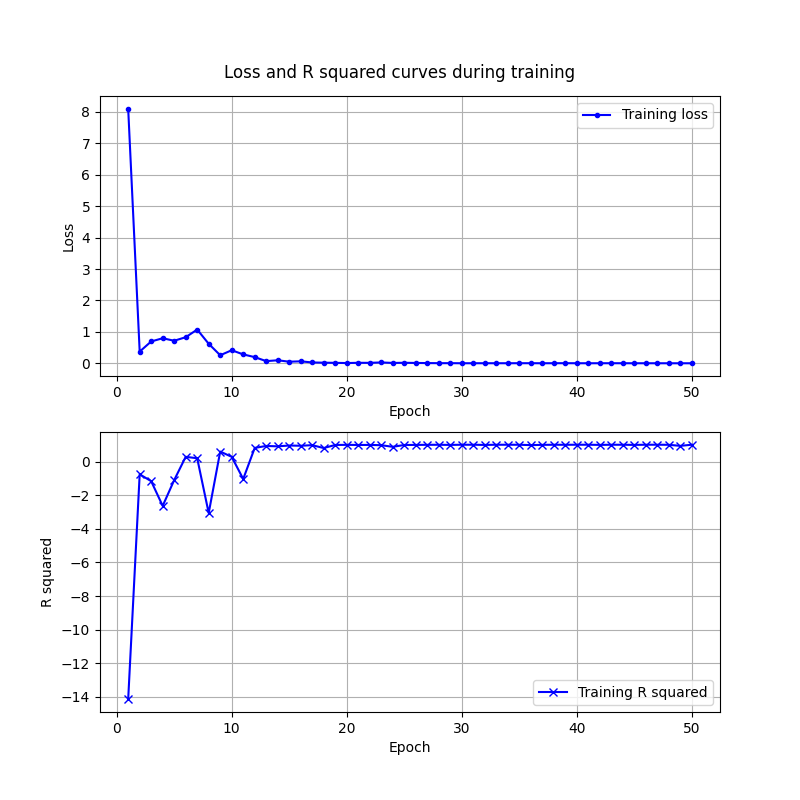 Loss and R squared curves during training
8
7
6
5
4
3
2
1
0
Loss
Training loss
0 10 20 30 40 50
Epoch
0
−2
−4
−6
−8
−10
−12
−14
R squared
Training R squared
0 10 20 30 40 50
Epoch